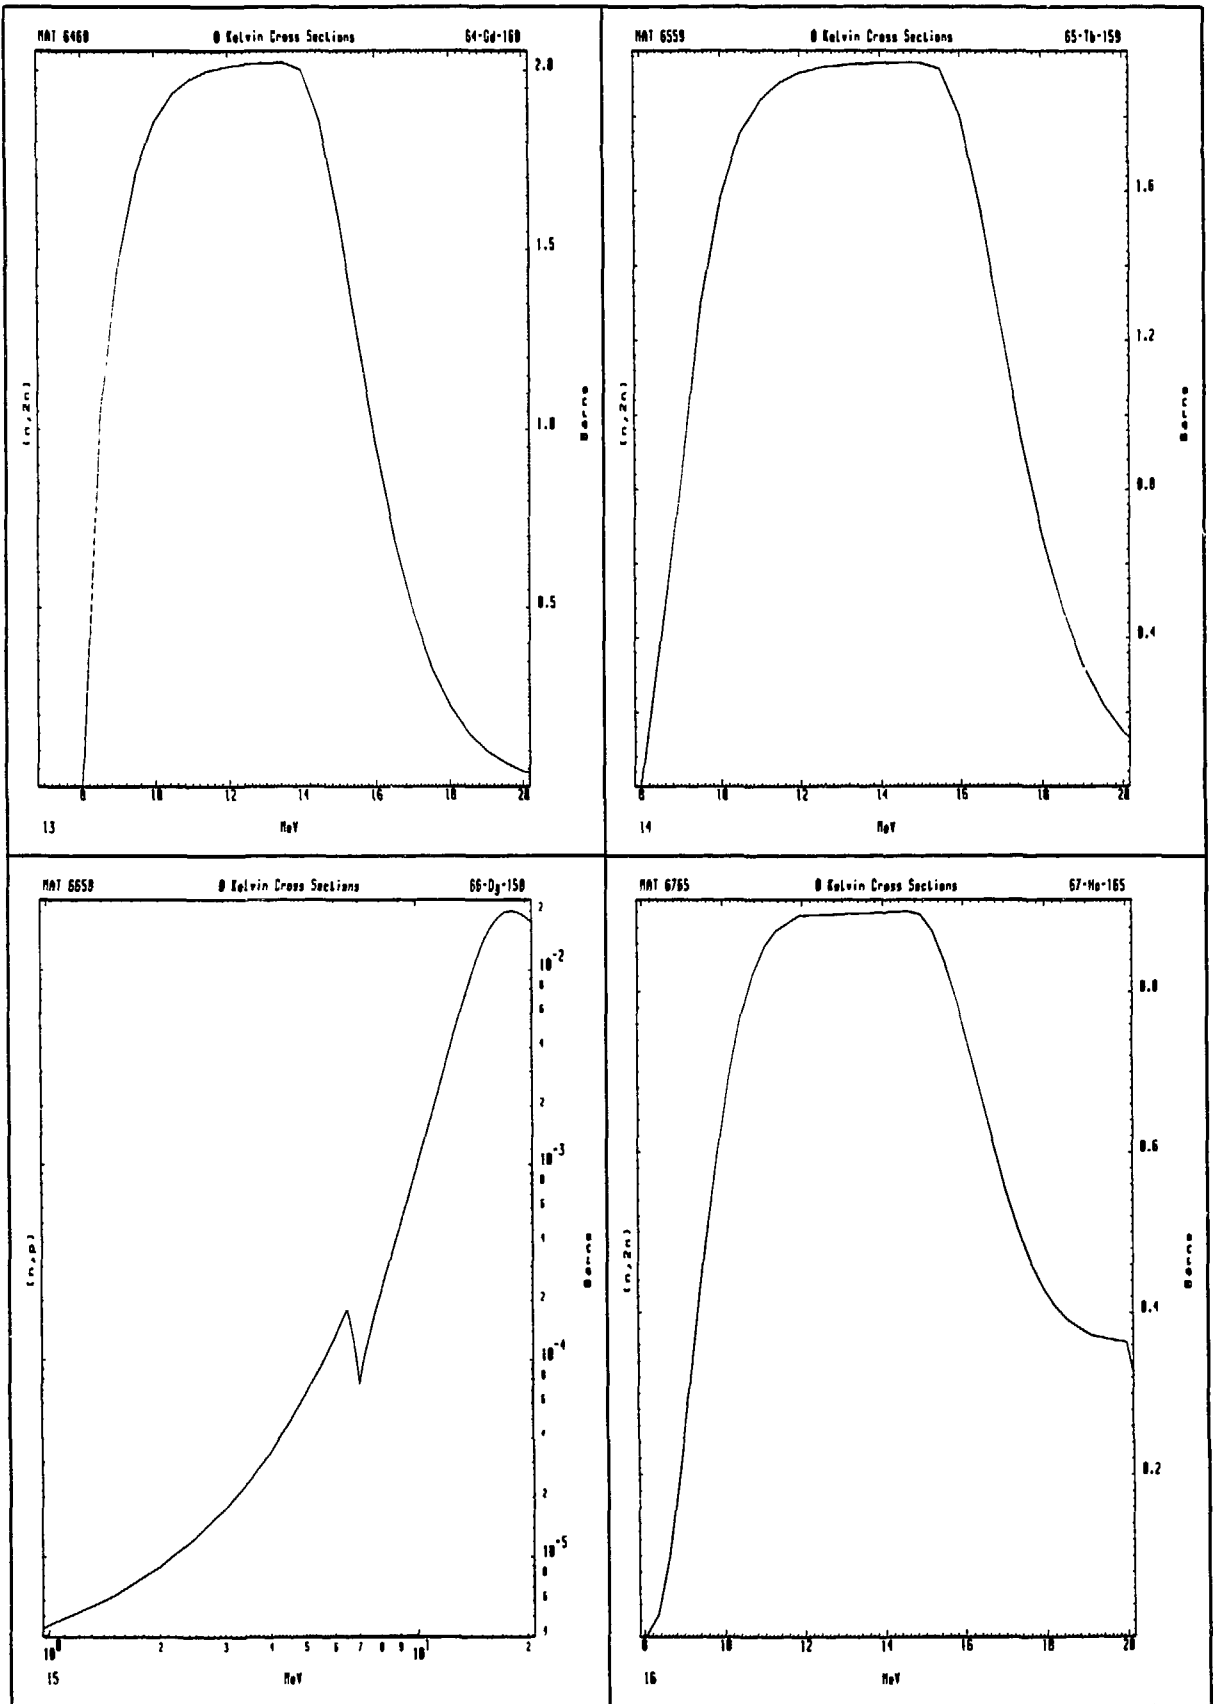 MAT 6460 0 Kelvin Cross Sections 64-Gd-160
2.0
1.5
1.0
0.5
(n,2n)
Barns
8 10 12 14 16 18 20
13 MeV
MAT 6559 0 Kelvin Cross Sections 65-Tb-159
1.6
1.2
0.8
0.4
(n,2n)
Barns
8 10 12 14 16 18 20
14 MeV
MAT 6650 0 Kelvin Cross Sections 66-Dy-158
2
10-2
8
6
4
2
10-3
8
6
4
2
10-4
8
6
4
2
10-5
8
6
4
(n,p)
Barns
100 2 3 4 5 6 7 8 9 101 2
15 MeV
MAT 6765 0 Kelvin Cross Sections 67-Ho-165
0.8
0.6
0.4
0.2
(n,2n)
Barns
8 10 12 14 16 18 20
16 MeV